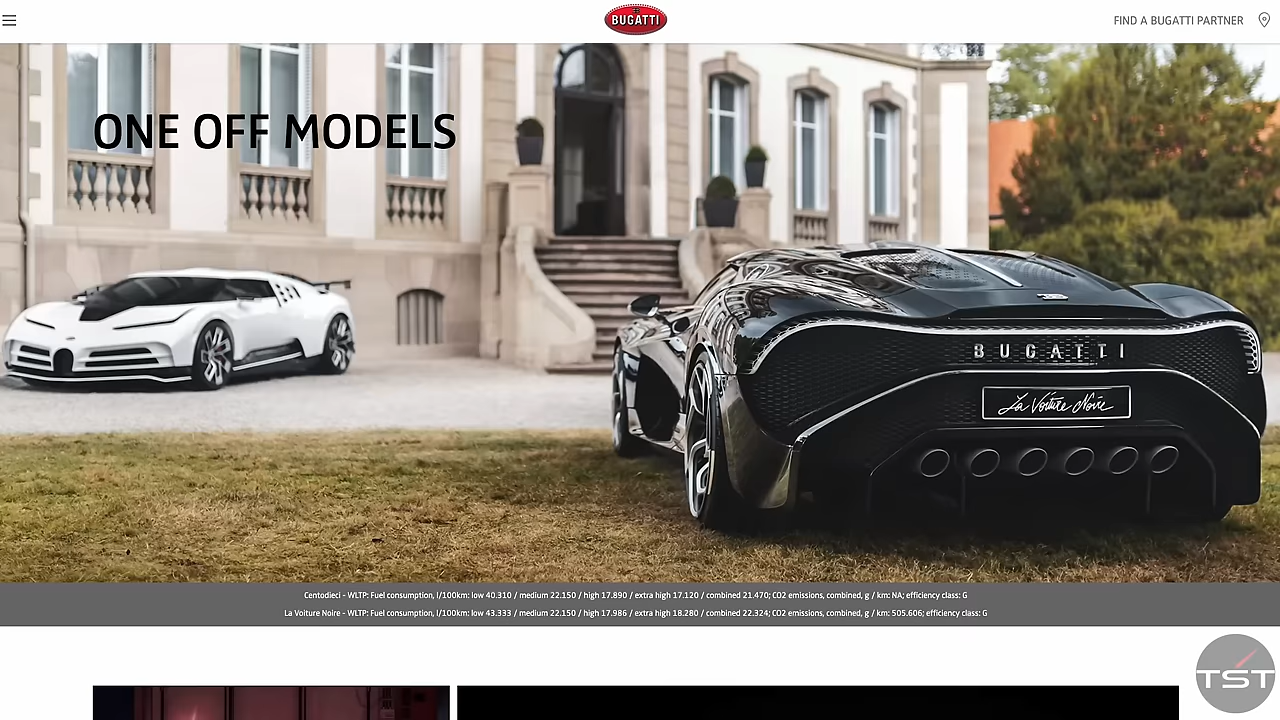 BUGATTI
FIND A BUGATTI PARTNER
ONE OFF MODELS
BUGATTI
La Voiture Noire
Centodieci - WLTP: Fuel consumption, l/100km: low 40.310 / medium 22.150 / high 17.890 / extra high 17.120 / combined 21.470; CO2 emissions, combined, g / km: NA; efficiency class: G
La Voiture Noire - WLTP: Fuel consumption, l/100km: low 43.333 / medium 22.150 / high 17.986 / extra high 18.280 / combined 22.324; CO2 emissions, combined, g / km: 505.606; efficiency class: G
TST